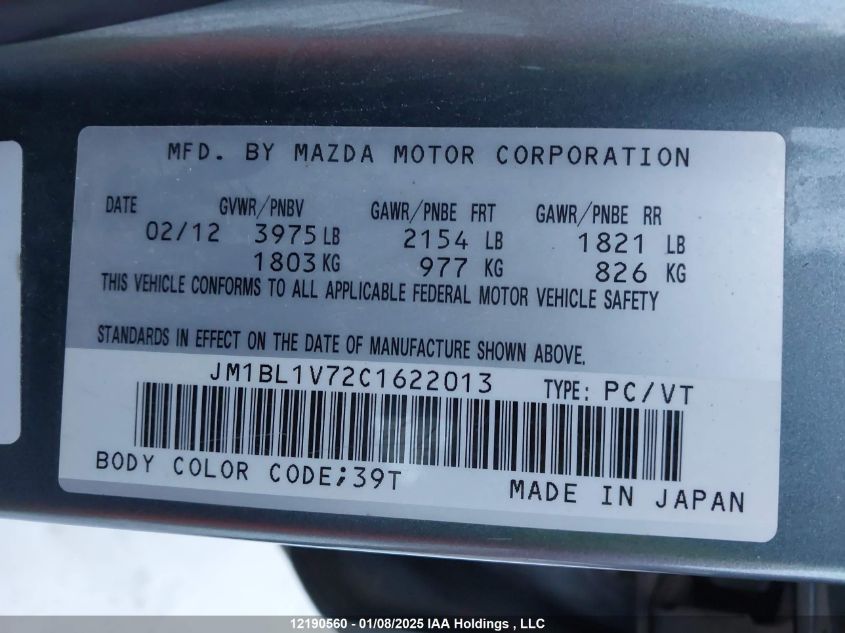 MFD. BY MAZDA MOTOR CORPORATION
DATE GVWR/PNBV GAWR/PNBE FRT GAWR/PNBE RR
02/12 3975 LB 2154 LB 1821 LB
1803 KG 977 KG 826 KG
THIS VEHICLE CONFORMS TO ALL APPLICABLE FEDERAL MOTOR VEHICLE SAFETY
STANDARDS IN EFFECT ON THE DATE OF MANUFACTURE SHOWN ABOVE.
JM1BL1V72C1622013 TYPE: PC/VT
BODY COLOR CODE;39T
MADE IN JAPAN
12190560 - 01/08/2025 IAA Holdings , LLC